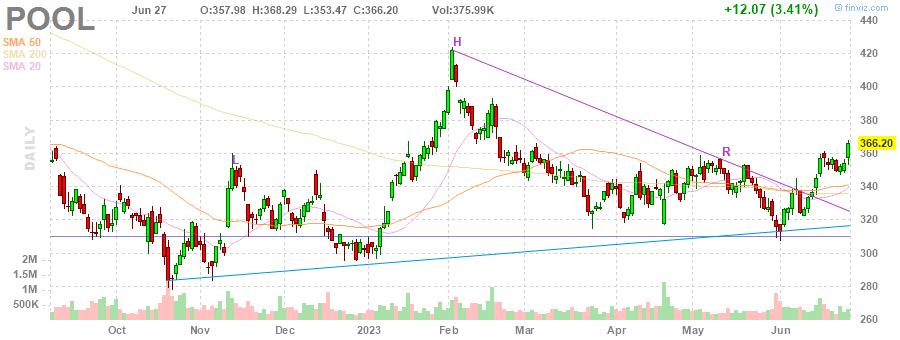 POOL Jun 27 O:357.98 H:368.29 L:353.47 C:366.20 Vol:375.99K +12.07 (3.41%) @ finviz.com
SMA 50
SMA 200
SMA 20
DAILY
H
L
R
440
420
400
380
366.20
360
340
320
300
280
260
2M
1.5M
1M
500K
Oct Nov Dec 2023 Feb Mar Apr May Jun